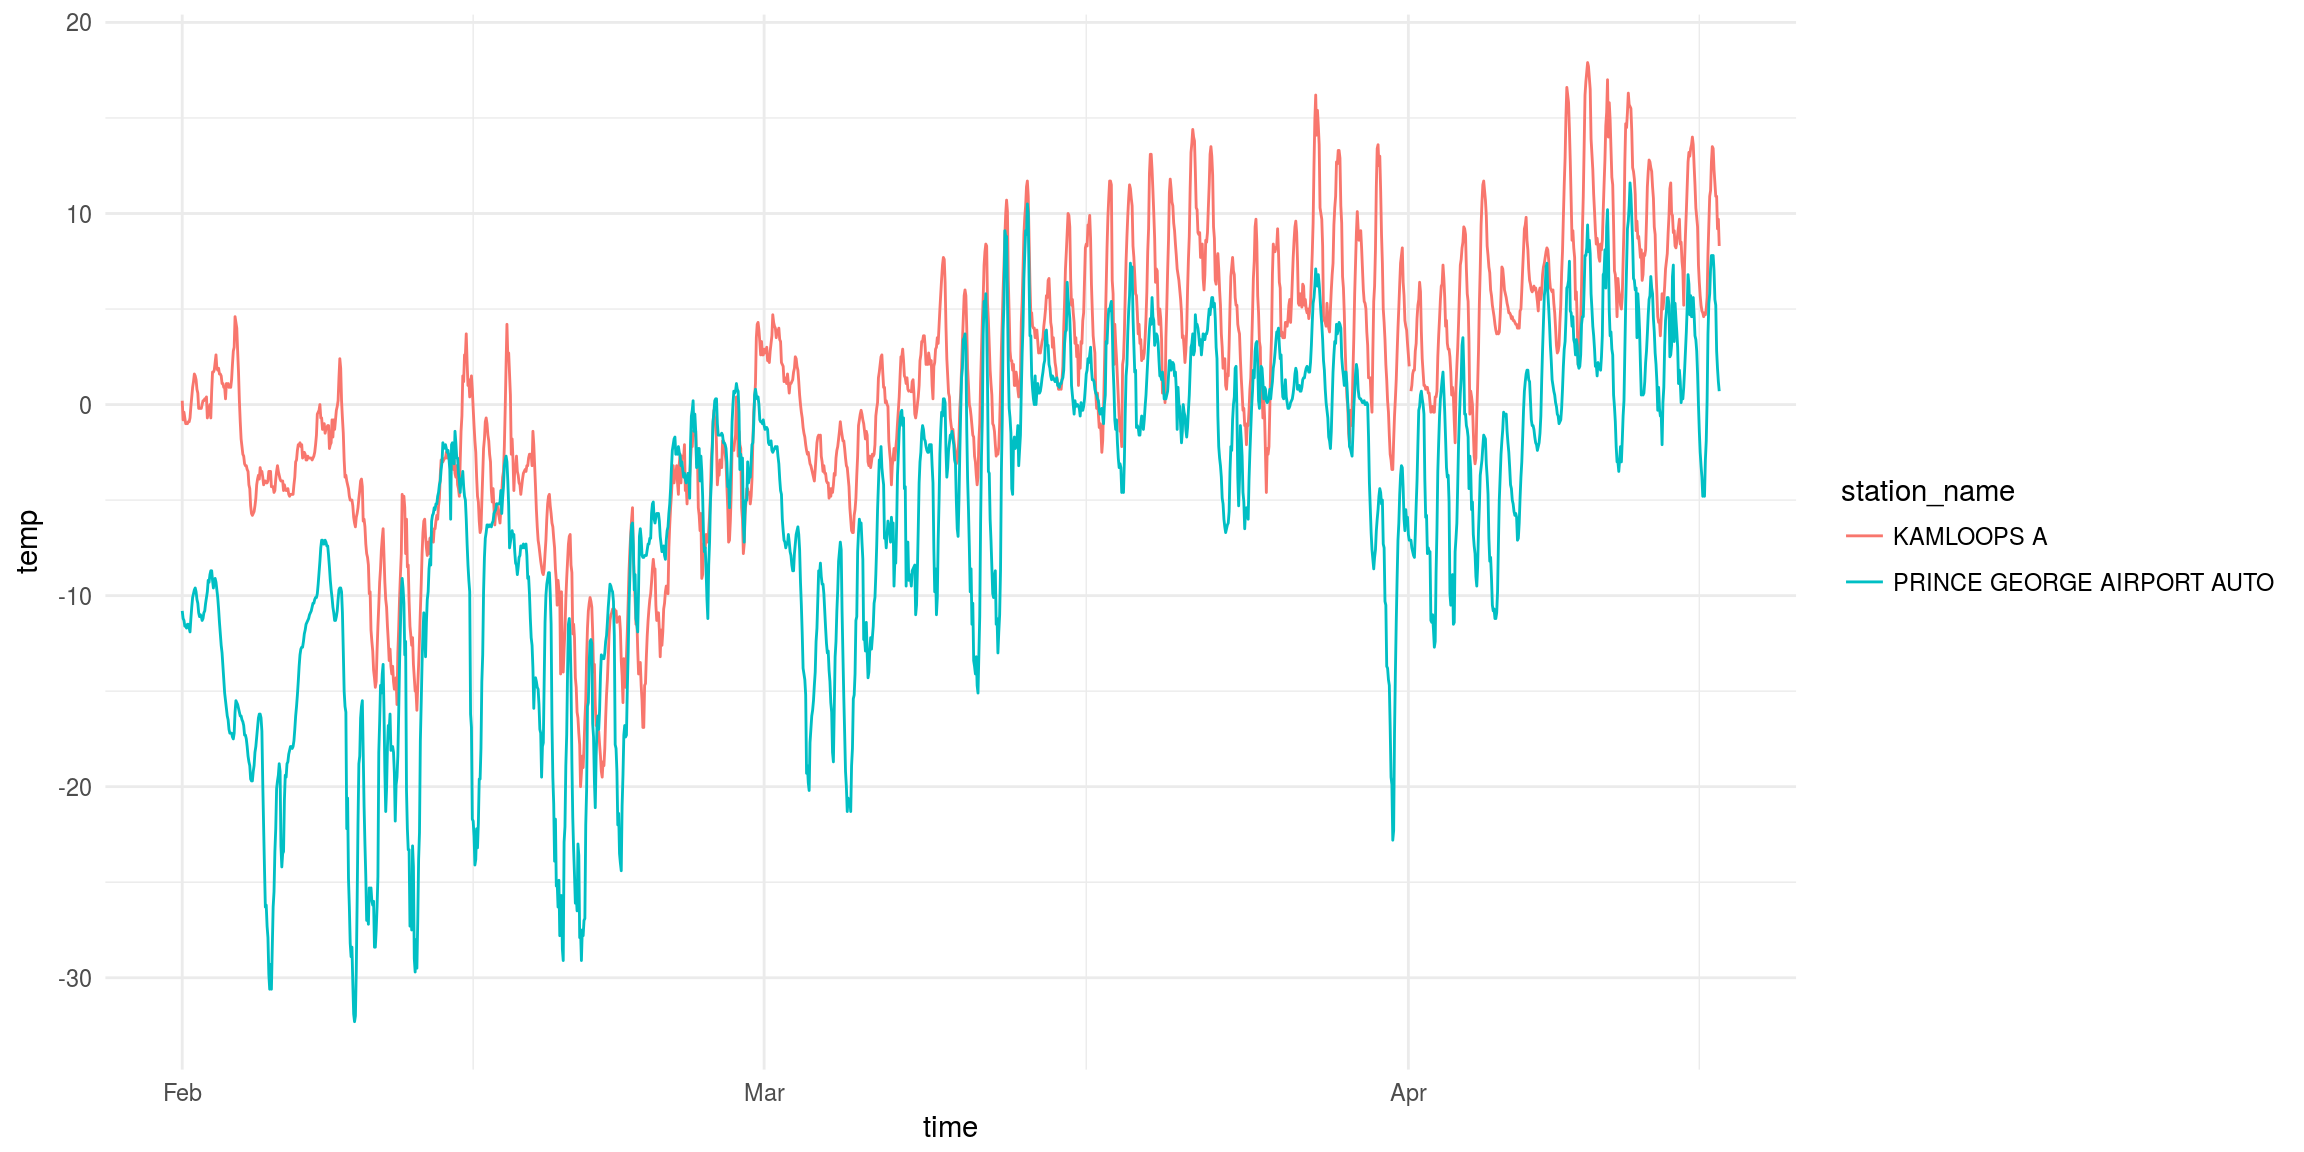 20
10
0
-10
-20
-30
temp
Feb
Mar
Apr
time
station_name
KAMLOOPS A
PRINCE GEORGE AIRPORT AUTO